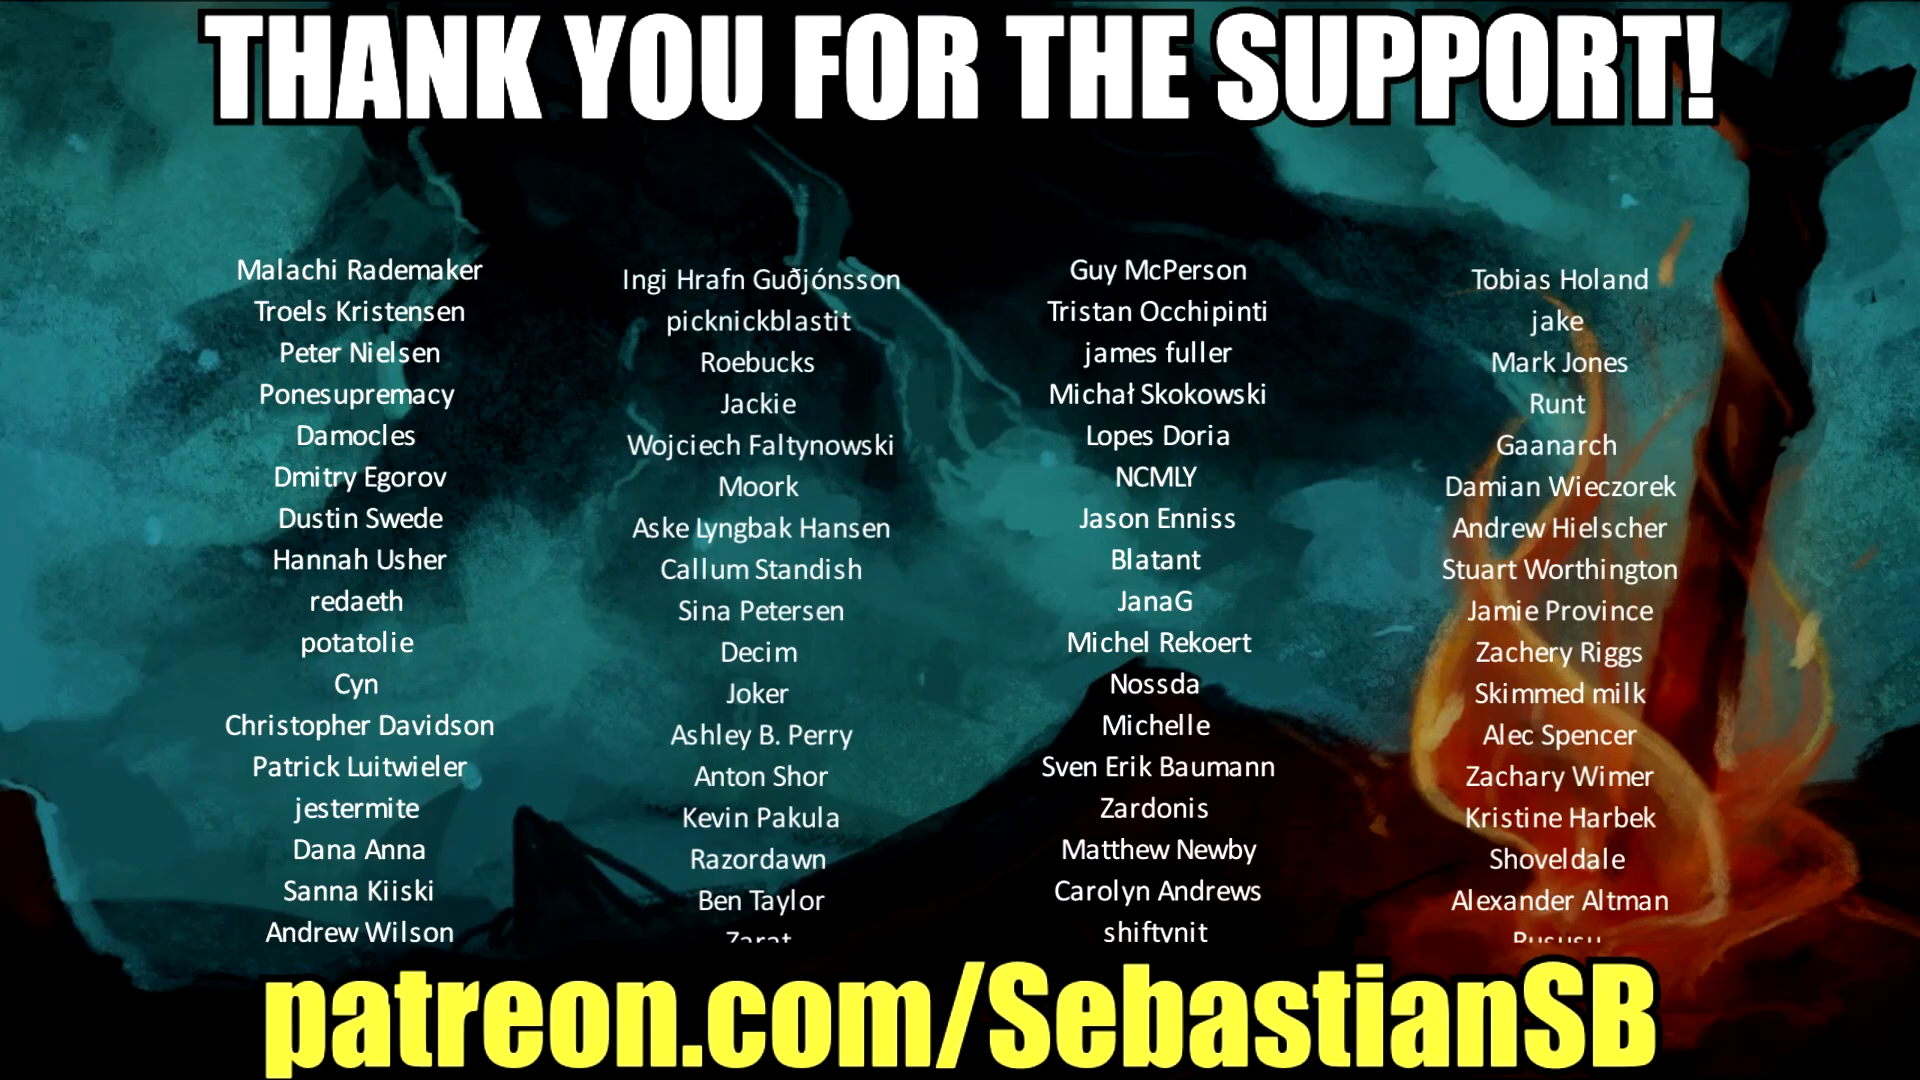 THANK YOU FOR THE SUPPORT!
Malachi Rademaker
Troels Kristensen
Peter Nielsen
Ponesupremacy
Damocles
Dmitry Egorov
Dustin Swede
Hannah Usher
redaeth
potatolie
Cyn
Christopher Davidson
Patrick Luitwieler
jestermite
Dana Anna
Sanna Kiiski
Andrew Wilson
Ingi Hrafn Guðjónsson
picknickblastit
Roebucks
Jackie
Wojciech Faltynowski
Moork
Aske Lyngbak Hansen
Callum Standish
Sina Petersen
Decim
Joker
Ashley B. Perry
Anton Shor
Kevin Pakula
Razordawn
Ben Taylor
Guy McPerson
Tristan Occhipinti
james fuller
Michał Skokowski
Lopes Doria
NCMLY
Jason Enniss
Blatant
JanaG
Michel Rekoert
Nossda
Michelle
Sven Erik Baumann
Zardonis
Matthew Newby
Carolyn Andrews
shiftynit
Tobias Holand
jake
Mark Jones
Runt
Gaanarch
Damian Wieczorek
Andrew Hielscher
Stuart Worthington
Jamie Province
Zachery Riggs
Skimmed milk
Alec Spencer
Zachary Wimer
Kristine Harbek
Shoveldale
Alexander Altman
patreon.com/SebastianSB